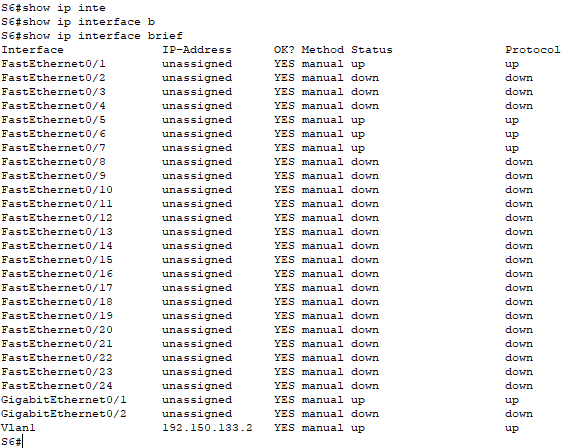 S6#show ip inte
S6#show ip interface b
S6#show ip interface brief
Interface              IP-Address      OK? Method Status                Protocol
FastEthernet0/1        unassigned      YES manual up                    up
FastEthernet0/2        unassigned      YES manual down                  down
FastEthernet0/3        unassigned      YES manual down                  down
FastEthernet0/4        unassigned      YES manual down                  down
FastEthernet0/5        unassigned      YES manual up                    up
FastEthernet0/6        unassigned      YES manual up                    up
FastEthernet0/7        unassigned      YES manual up                    up
FastEthernet0/8        unassigned      YES manual down                  down
FastEthernet0/9        unassigned      YES manual down                  down
FastEthernet0/10       unassigned      YES manual down                  down
FastEthernet0/11       unassigned      YES manual down                  down
FastEthernet0/12       unassigned      YES manual down                  down
FastEthernet0/13       unassigned      YES manual down                  down
FastEthernet0/14       unassigned      YES manual down                  down
FastEthernet0/15       unassigned      YES manual down                  down
FastEthernet0/16       unassigned      YES manual down                  down
FastEthernet0/17       unassigned      YES manual down                  down
FastEthernet0/18       unassigned      YES manual down                  down
FastEthernet0/19       unassigned      YES manual down                  down
FastEthernet0/20       unassigned      YES manual down                  down
FastEthernet0/21       unassigned      YES manual down                  down
FastEthernet0/22       unassigned      YES manual down                  down
FastEthernet0/23       unassigned      YES manual down                  down
FastEthernet0/24       unassigned      YES manual down                  down
GigabitEthernet0/1     unassigned      YES manual up                    up
GigabitEthernet0/2     unassigned      YES manual down                  down
Vlan1                  192.150.133.2   YES manual up                    up
S6#